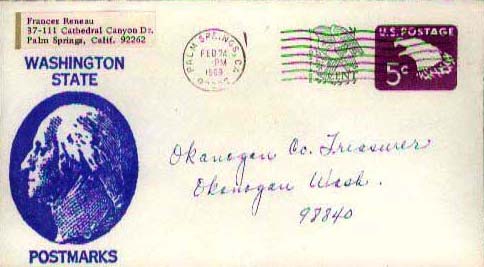 Frances Reneau
37-111 Cathedral Canyon Dr.
Palm Springs, Calif. 92262
WASHINGTON
STATE
POSTMARKS
PALM SPRINGS, CA.
FEB 24
PM
1969
U.S. POSTAGE
5c
Okanogan Co. Treasurer
Okanogan Wash.
98840